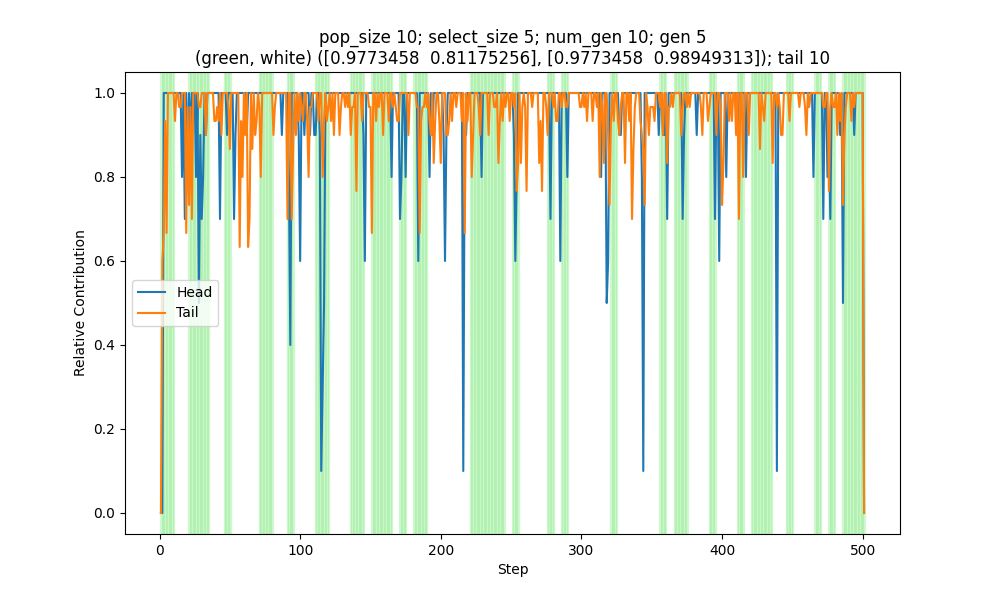 pop_size 10; select_size 5; num_gen 10; gen 5
(green, white) ([0.9773458  0.81175256], [0.9773458  0.98949313]); tail 10
1.0
0.8
0.6
0.4
0.2
0.0
Relative Contribution
Head
Tail
0
100
200
300
400
500
Step